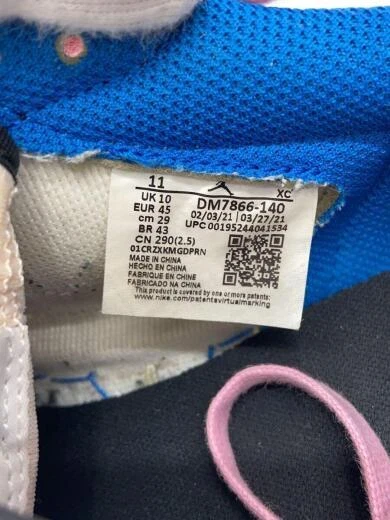 11 XC
UK 10 DM7866-140
EUR 45 02/03/21 | 03/27/21
cm 29 UPC 00195244041534
BR 43
CN 290(2.5)
01CRZXKMGDPRN
MADE IN CHINA
HECHO EN CHINA
FABRIQUE EN CHINE
FABRICADO NA CHINA
This product is covered by one or more patents:
www.nike.com/patentsvirtualmarking